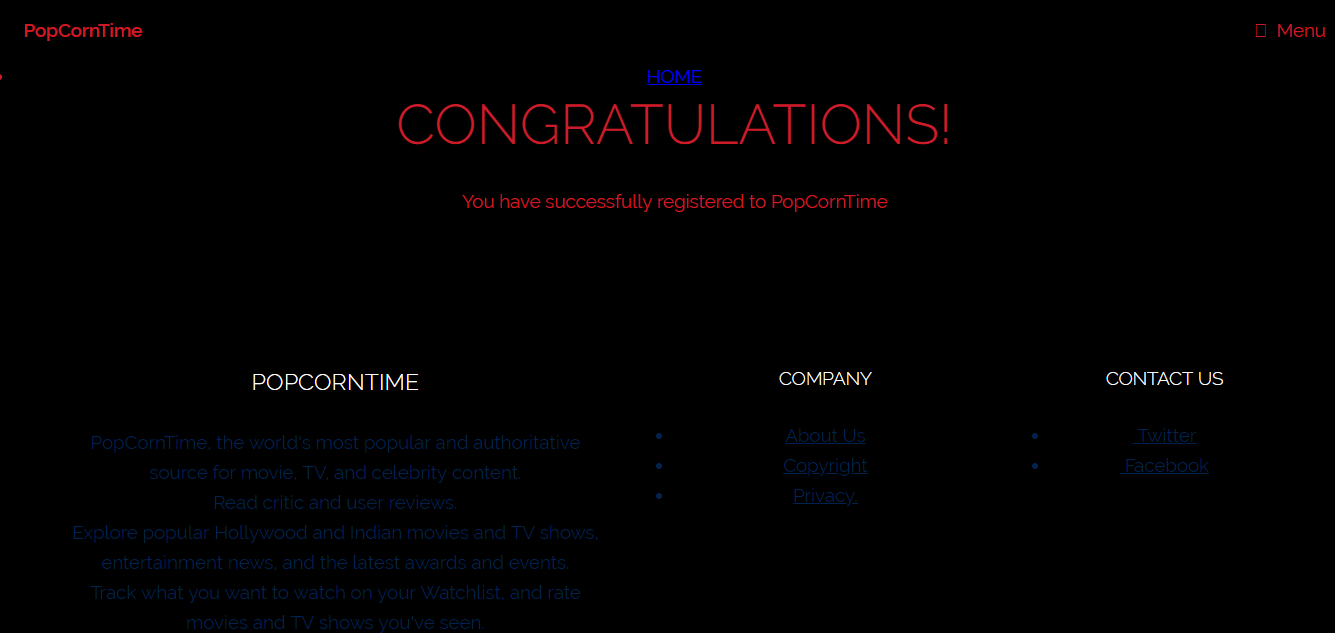 PopCornTime
Menu
HOME
CONGRATULATIONS!
You have successfully registered to PopCornTime
POPCORNTIME
PopCornTime, the world's most popular and authoritative
source for movie, TV, and celebrity content.
Read critic and user reviews.
Explore popular Hollywood and Indian movies and TV shows,
entertainment news, and the latest awards and events.
Track what you want to watch on your Watchlist, and rate
movies and TV shows you've seen.
COMPANY
About Us
Copyright
Privacy.
CONTACT US
Twitter
Facebook